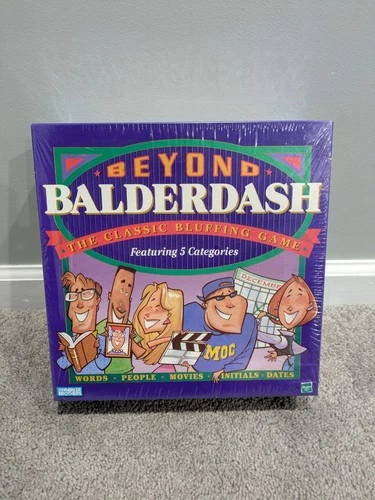 BEYOND
BALDERDASH
THE CLASSIC BLUFFING GAME
Featuring 5 Categories
DECEMBER
MOC
WORDS · PEOPLE · MOVIES · INITIALS · DATES